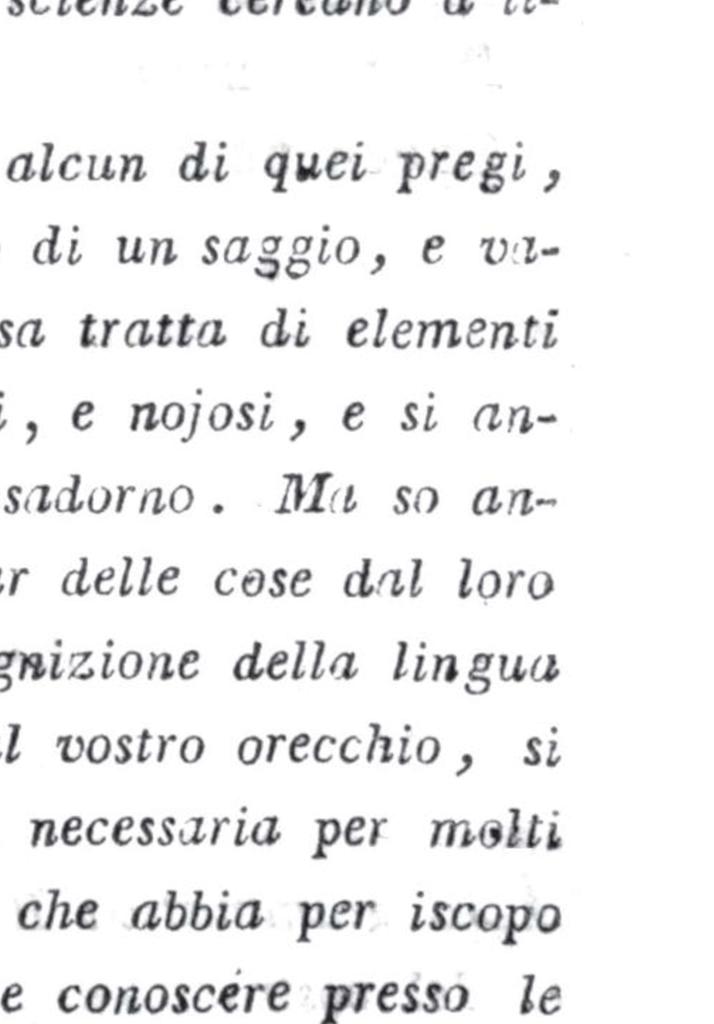 scienze cercano a il-
alcun di quei pregi,
di un saggio, e va-
sa tratta di elementi
i, e nojosi, e si an-
sadorno. Ma so an-
ar delle cose dal loro
gnizione della lingua
l vostro orecchio, si
necessaria per molti
che abbia per iscopo
e conoscere presso le